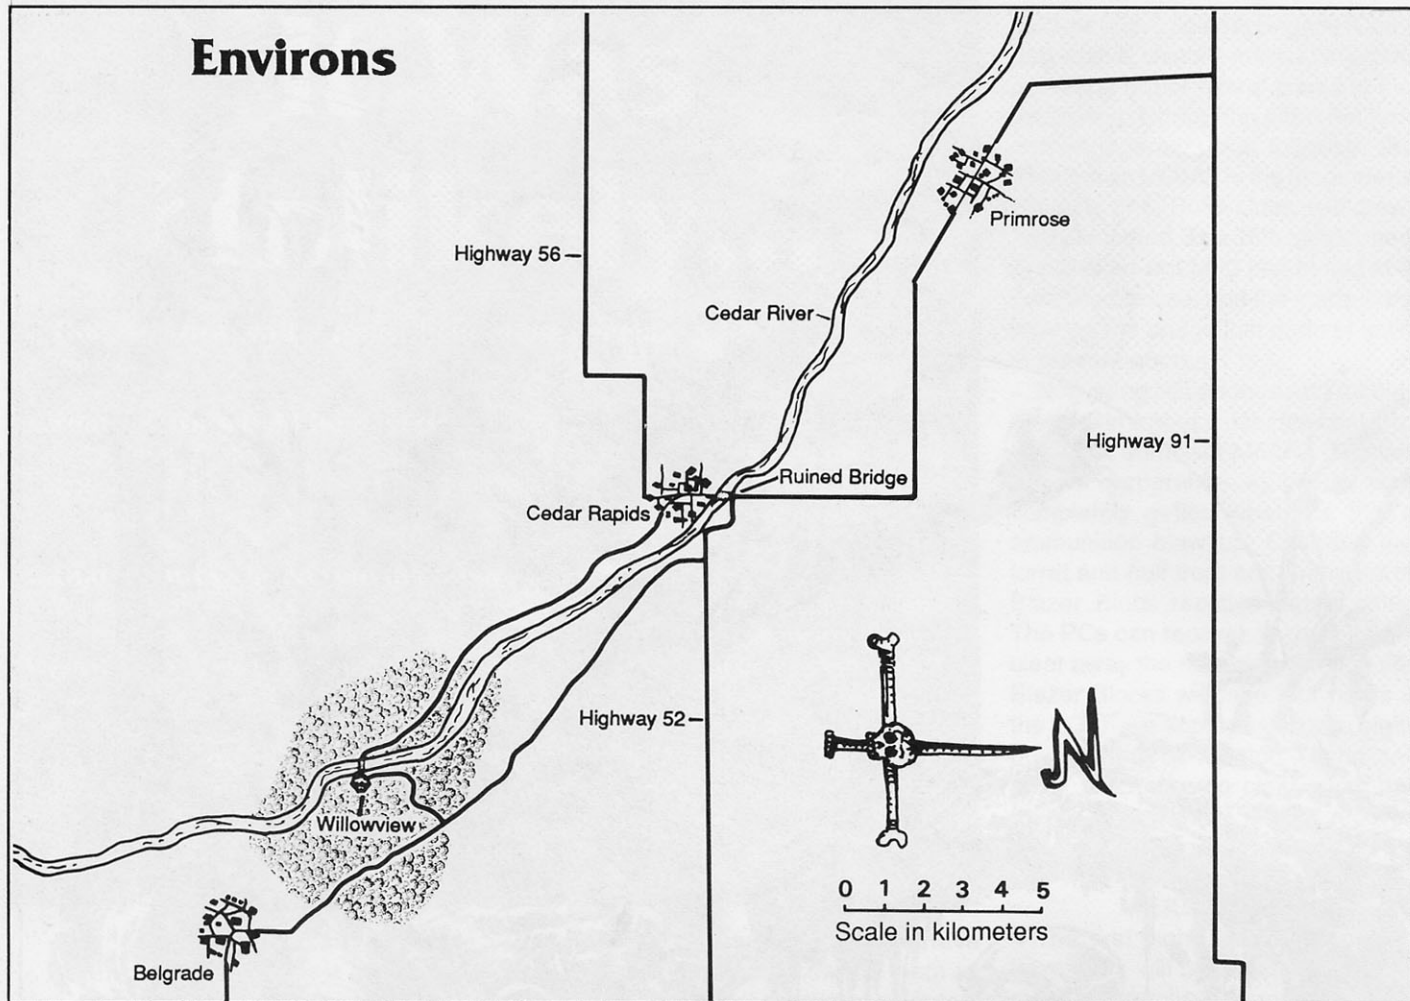 Environs
Primrose
Highway 56
Cedar River
Highway 91
Ruined Bridge
Cedar Rapids
Highway 52
N
Willowview
0 1 2 3 4 5
Scale in kilometers
Belgrade